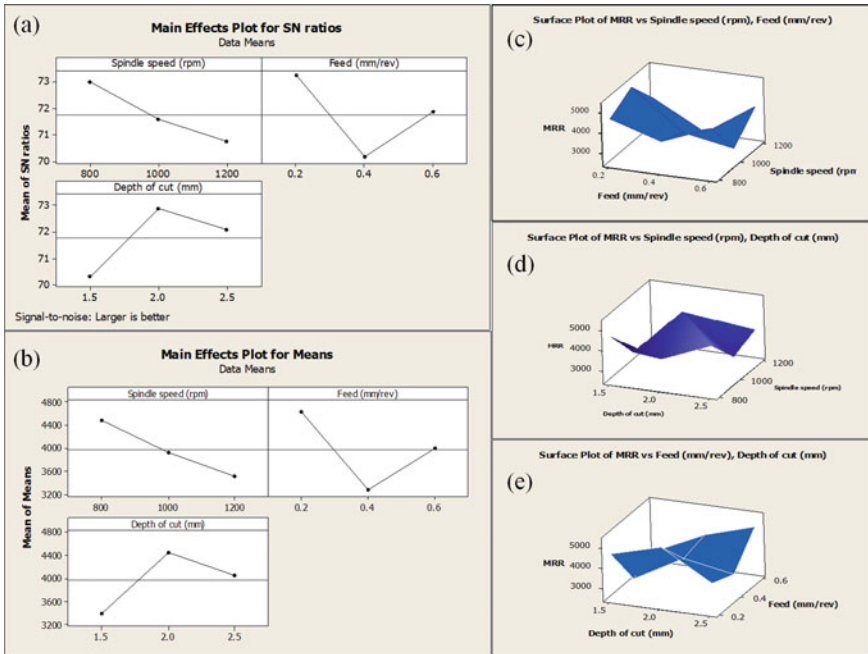 (a)
Main Effects Plot for SN ratios
Data Means
Spindle speed (rpm)
Feed (mm/rev)
Mean of SN ratios
73
72
71
70
800 1000 1200
0.2 0.4 0.6
Depth of cut (mm)
73
72
71
70
1.5 2.0 2.5
Signal-to-noise: Larger is better
(b)
Main Effects Plot for Means
Data Means
Spindle speed (rpm)
Feed (mm/rev)
Mean of Means
4800
4400
4000
3600
3200
800 1000 1200
0.2 0.4 0.6
Depth of cut (mm)
4800
4400
4000
3600
3200
1.5 2.0 2.5
(c)
Surface Plot of MRR vs Spindle speed (rpm), Feed (mm/rev)
MRR
5000
4000
3000
0.2
0.4
0.6
Feed (mm/rev)
800
1000
1200
Spindle speed (rpm
(d)
Surface Plot of MRR vs Spindle speed (rpm), Depth of cut (mm)
MRR
5000
4000
3000
1.5
2.0
2.5
Depth of cut (mm)
800
1000
1200
Spindle speed (rpm)
(e)
Surface Plot of MRR vs Feed (mm/rev), Depth of cut (mm)
MRR
5000
4000
3000
1.5
2.0
2.5
Depth of cut (mm)
0.2
0.4
0.6
Feed (mm/rev)